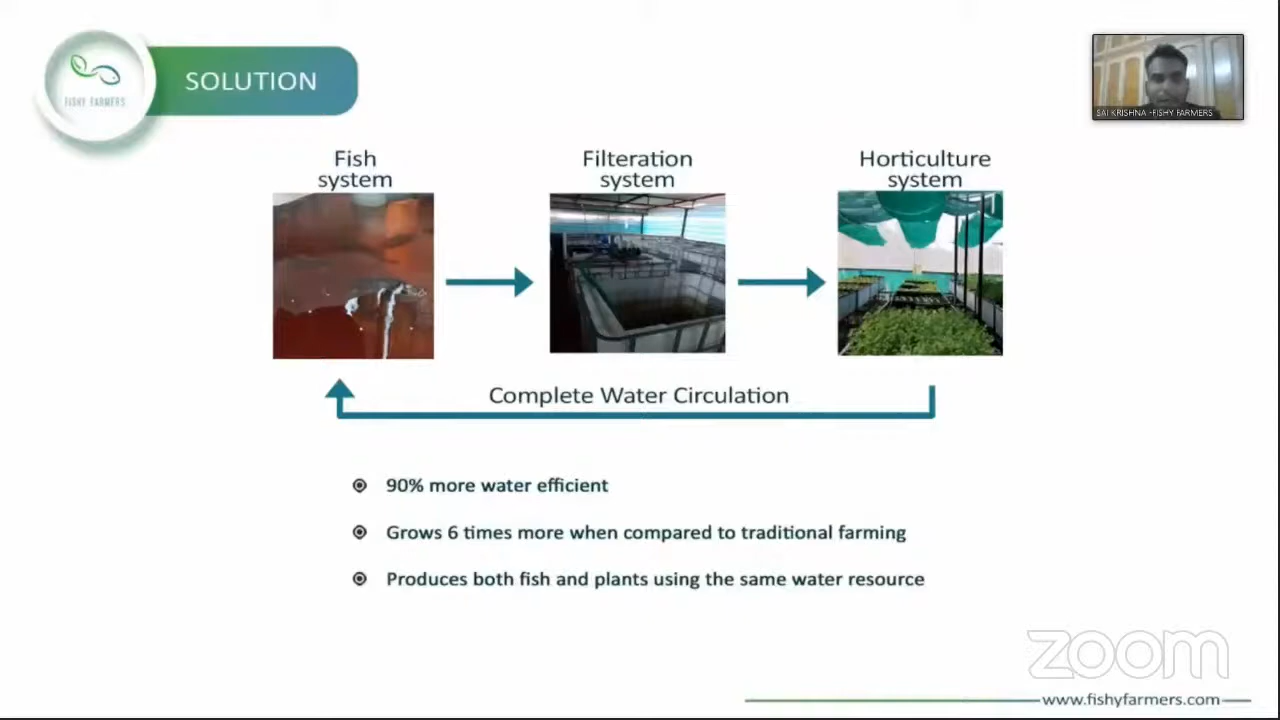 SOLUTION
FISHY FARMERS
SAI KRISHNA -FISHY FARMERS
Fish
system
Filteration
system
Horticulture
system
Complete Water Circulation
90% more water efficient
Grows 6 times more when compared to traditional farming
Produces both fish and plants using the same water resource
zoom
www.fishyfarmers.com